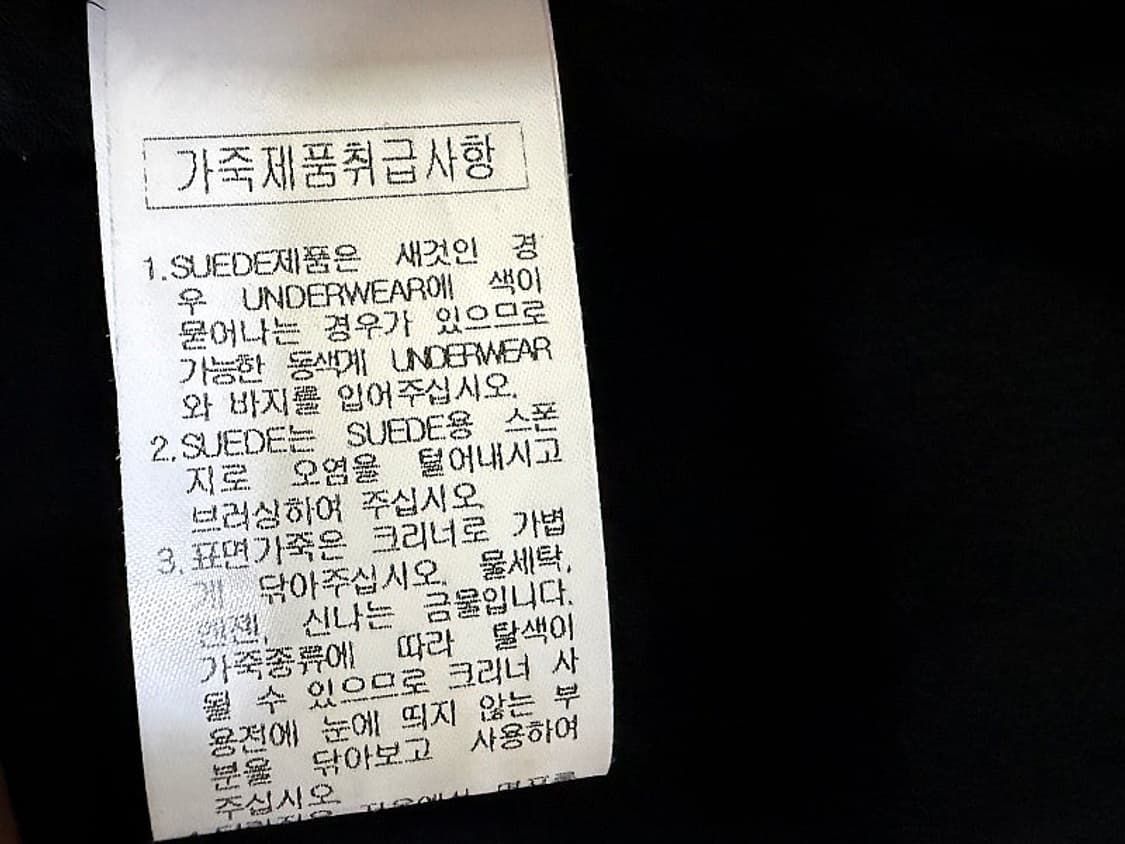 가죽제품취급사항
1.SUEDE제품은 새것인 경
우 UNDERWEAR에 색이
묻어나는 경우가 있으므로
가능한 동색계 UNDERWEAR
와 바지를 입어주십시오.
2.SUEDE는 SUEDE용 스폰
지로 오염을 털어내시고
브러싱하여 주십시오
3.표면가죽은 크리너로 가볍
게 닦아주십시오. 물세탁,
벤젠, 신나는 금물입니다.
가죽종류에 따라 탈색이
될 수 있으므로 크리너 사
용전에 눈에 띄지 않는 부
분을 닦아보고 사용하여
주십시오